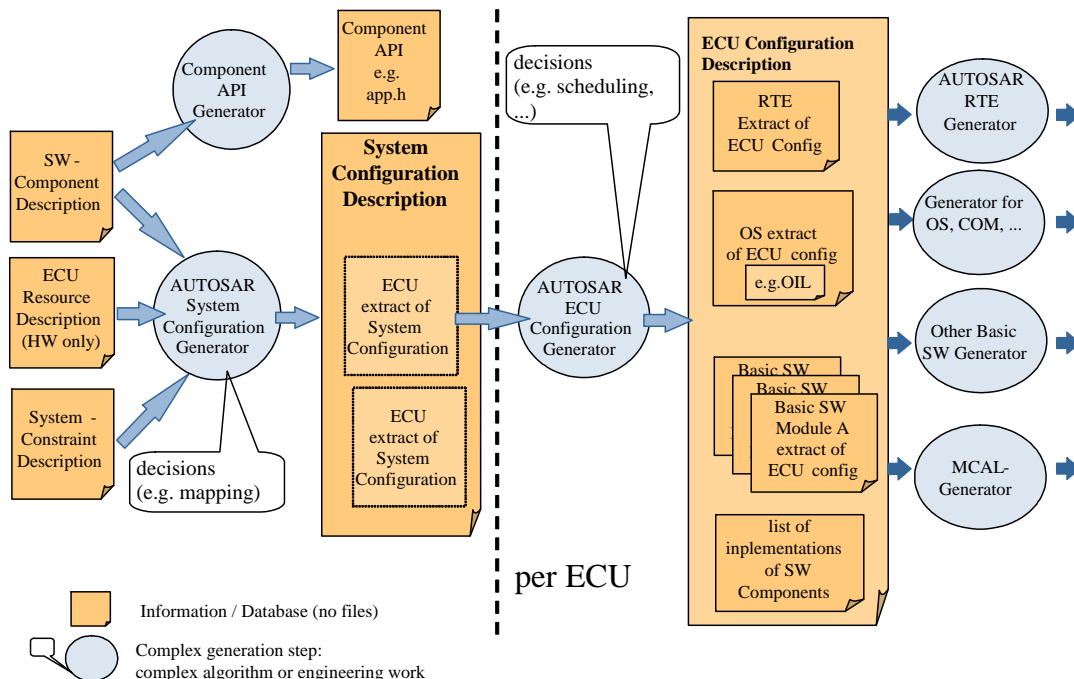 Component
API
Generator
Component
API
e.g.
app.h
SW -
Component
Description
ECU
Resource
Description
(HW only)
System -
Constraint
Description
AUTOSAR
System
Configuration
Generator
decisions
(e.g. mapping)
System
Configuration
Description
ECU
extract of
System
Configuration
ECU
extract of
System
Configuration
decisions
(e.g. scheduling,
...)
AUTOSAR
ECU
Configuration
Generator
per ECU
ECU Configuration
Description
RTE
Extract of
ECU Config
OS extract
of ECU config
e.g.OIL
Basic SW
Basic SW
Basic SW
Module A
extract of
ECU config
list of
inplementations
of SW
Components
AUTOSAR
RTE
Generator
Generator for
OS, COM, ...
Other Basic
SW Generator
MCAL-
Generator
Information / Database (no files)
Complex generation step:
complex algorithm or engineering work